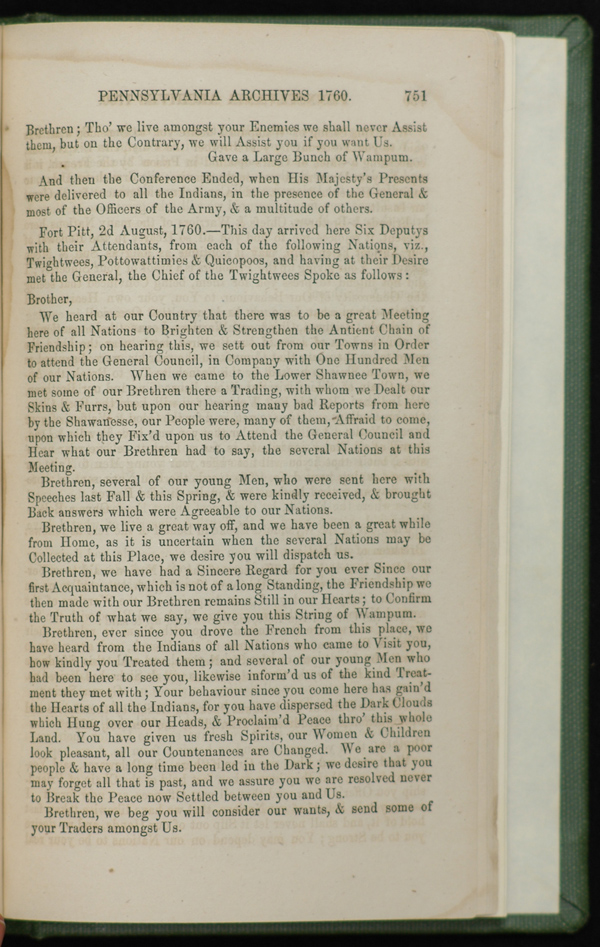 PENNSYLVANIA ARCHIVES 1760. 751
Brethren; Tho' we live amongst your Enemies we shall never Assist
them, but on the Contrary, we will Assist you if you want Us.
Gave a Large Bunch of Wampum.
And then the Conference Ended, when His Majesty's Presents
were delivered to all the Indians, in the presence of the General &
most of the Officers of the Army, & a multitude of others.
Fort Pitt, 2d August, 1760.—This day arrived here Six Deputys
with their Attendants, from each of the following Nations, viz.,
Twightwees, Pottowattimies & Quicopoos, and having at their Desire
met the General, the Chief of the Twightwees Spoke as follows:
Brother,
We heard at our Country that there was to be a great Meeting
here of all Nations to Brighten & Strengthen the Antient Chain of
Friendship; on hearing this, we sett out from our Towns in Order
to attend the General Council, in Company with One Hundred Men
of our Nations. When we came to the Lower Shawnee Town, we
met some of our Brethren there a Trading, with whom we Dealt our
Skins & Furrs, but upon our hearing many bad Reports from here
by the Shawanesse, our People were, many of them, Affraid to come,
upon which they Fix'd upon us to Attend the General Council and
Hear what our Brethren had to say, the several Nations at this
Meeting.
Brethren, several of our young Men, who were sent here with
Speeches last Fall & this Spring, & were kindly received, & brought
Back answers which were Agreeable to our Nations.
Brethren, we live a great way off, and we have been a great while
from Home, as it is uncertain when the several Nations may be
Collected at this Place, we desire you will dispatch us.
Brethren, we have had a Sincere Regard for you ever Since our
first Acquaintance, which is not of a long Standing, the Friendship we
then made with our Brethren remains Still in our Hearts; to Confirm
the Truth of what we say, we give you this String of Wampum.
Brethren, ever since you drove the French from this place, we
have heard from the Indians of all Nations who came to Visit you,
how kindly you Treated them; and several of our young Men who
had been here to see you, likewise inform'd us of the kind Treat-
ment they met with; Your behaviour since you come here has gain'd
the Hearts of all the Indians, for you have dispersed the Dark Clouds
which Hung over our Heads, & Proclaim'd Peace thro' this whole
Land. You have given us fresh Spirits, our Women & Children
look pleasant, all our Countenances are Changed. We are a poor
people & have a long time been led in the Dark; we desire that you
may forget all that is past, and we assure you we are resolved never
to Break the Peace now Settled between you and Us.
Brethren, we beg you will consider our wants, & send some of
your Traders amongst Us.